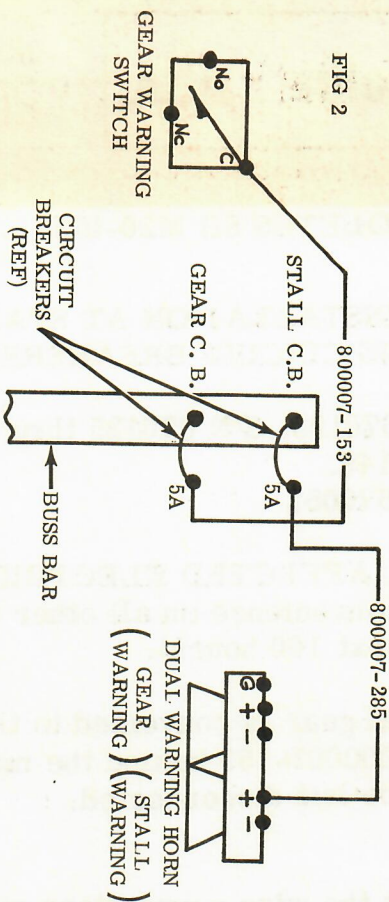 FIG 2
No
Nc
C
GEAR WARNING
SWITCH
800007-153
800007-285
STALL C.B.
GEAR C.B.
5A
5A
CIRCUIT
BREAKERS
(REF)
BUSS BAR
G + - + -
DUAL WARNING HORN
(GEAR WARNING) (STALL WARNING)